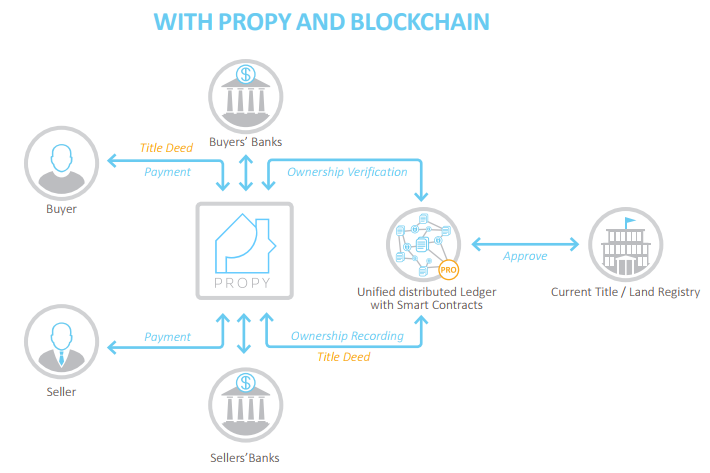 WITH PROPY AND BLOCKCHAIN
$
Buyers' Banks
Title Deed
Payment
Ownership Verification
Buyer
PROPY
PRO
Unified distributed Ledger
with Smart Contracts
Approve
Current Title / Land Registry
Payment
Ownership Recording
Title Deed
Seller
$
Sellers'Banks